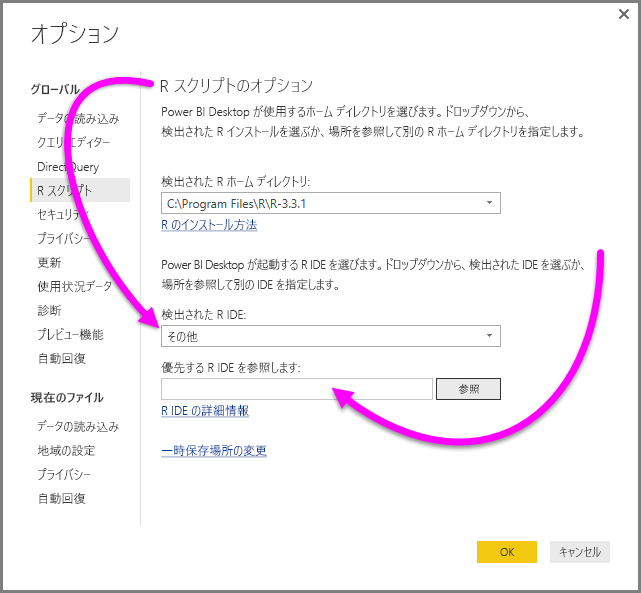 オプション
グローバル
データの読み込み
クエリ エディター
DirectQuery
R スクリプト
セキュリティ
プライバシー
更新
使用状況データ
診断
プレビュー機能
自動回復
現在のファイル
データの読み込み
地域の設定
プライバシー
自動回復
R スクリプトのオプション
Power BI Desktop が使用するホーム ディレクトリを選びます。ドロップダウンから、
検出された R インストールを選ぶか、場所を参照して別の R ホーム ディレクトリを指定します。
検出された R ホーム ディレクトリ:
C:\Program Files\R\R-3.3.1
R のインストール方法
Power BI Desktop が起動する R IDE を選びます。ドロップダウンから、検出された IDE を選ぶか、
場所を参照して別の IDE を指定します。
検出された R IDE:
その他
優先する R IDE を参照します:
参照
R IDE の詳細情報
一時保存場所の変更
OK
キャンセル